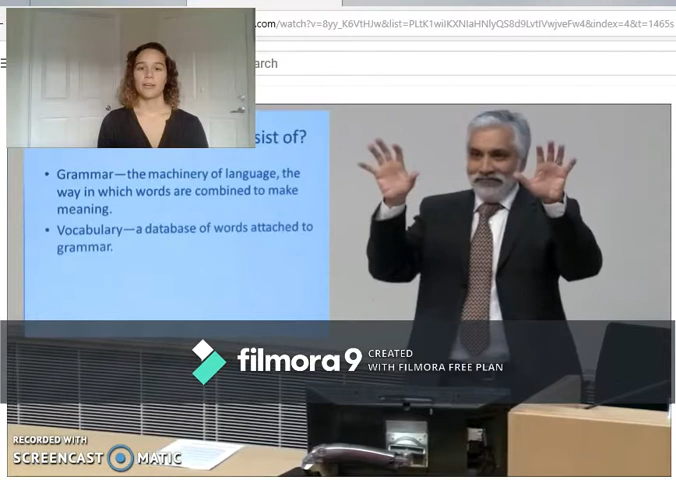 .com/watch?v=8yy_K6VtHJw&list=PLtK1wiIKXNIaHNlyQS8d9LvtIVwjveFw4&index=4&t=1465s
arch
sist of?
• Grammar—the machinery of language, the
way in which words are combined to make
meaning.
• Vocabulary—a database of words attached to
grammar.
filmora9 CREATED
WITH FILMORA FREE PLAN
RECORDED WITH
SCREENCAST MATIC